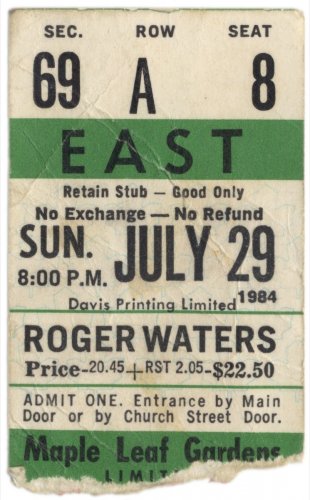 SEC. ROW SEAT
69 A 8
EAST
Retain Stub — Good Only
No Exchange — No Refund
SUN. JULY 29
8:00 P.M.
Davis Printing Limited 1984
ROGER WATERS
Price-20.45+RST 2.05-$22.50
ADMIT ONE. Entrance by Main
Door or by Church Street Door.
Maple Leaf Gardens